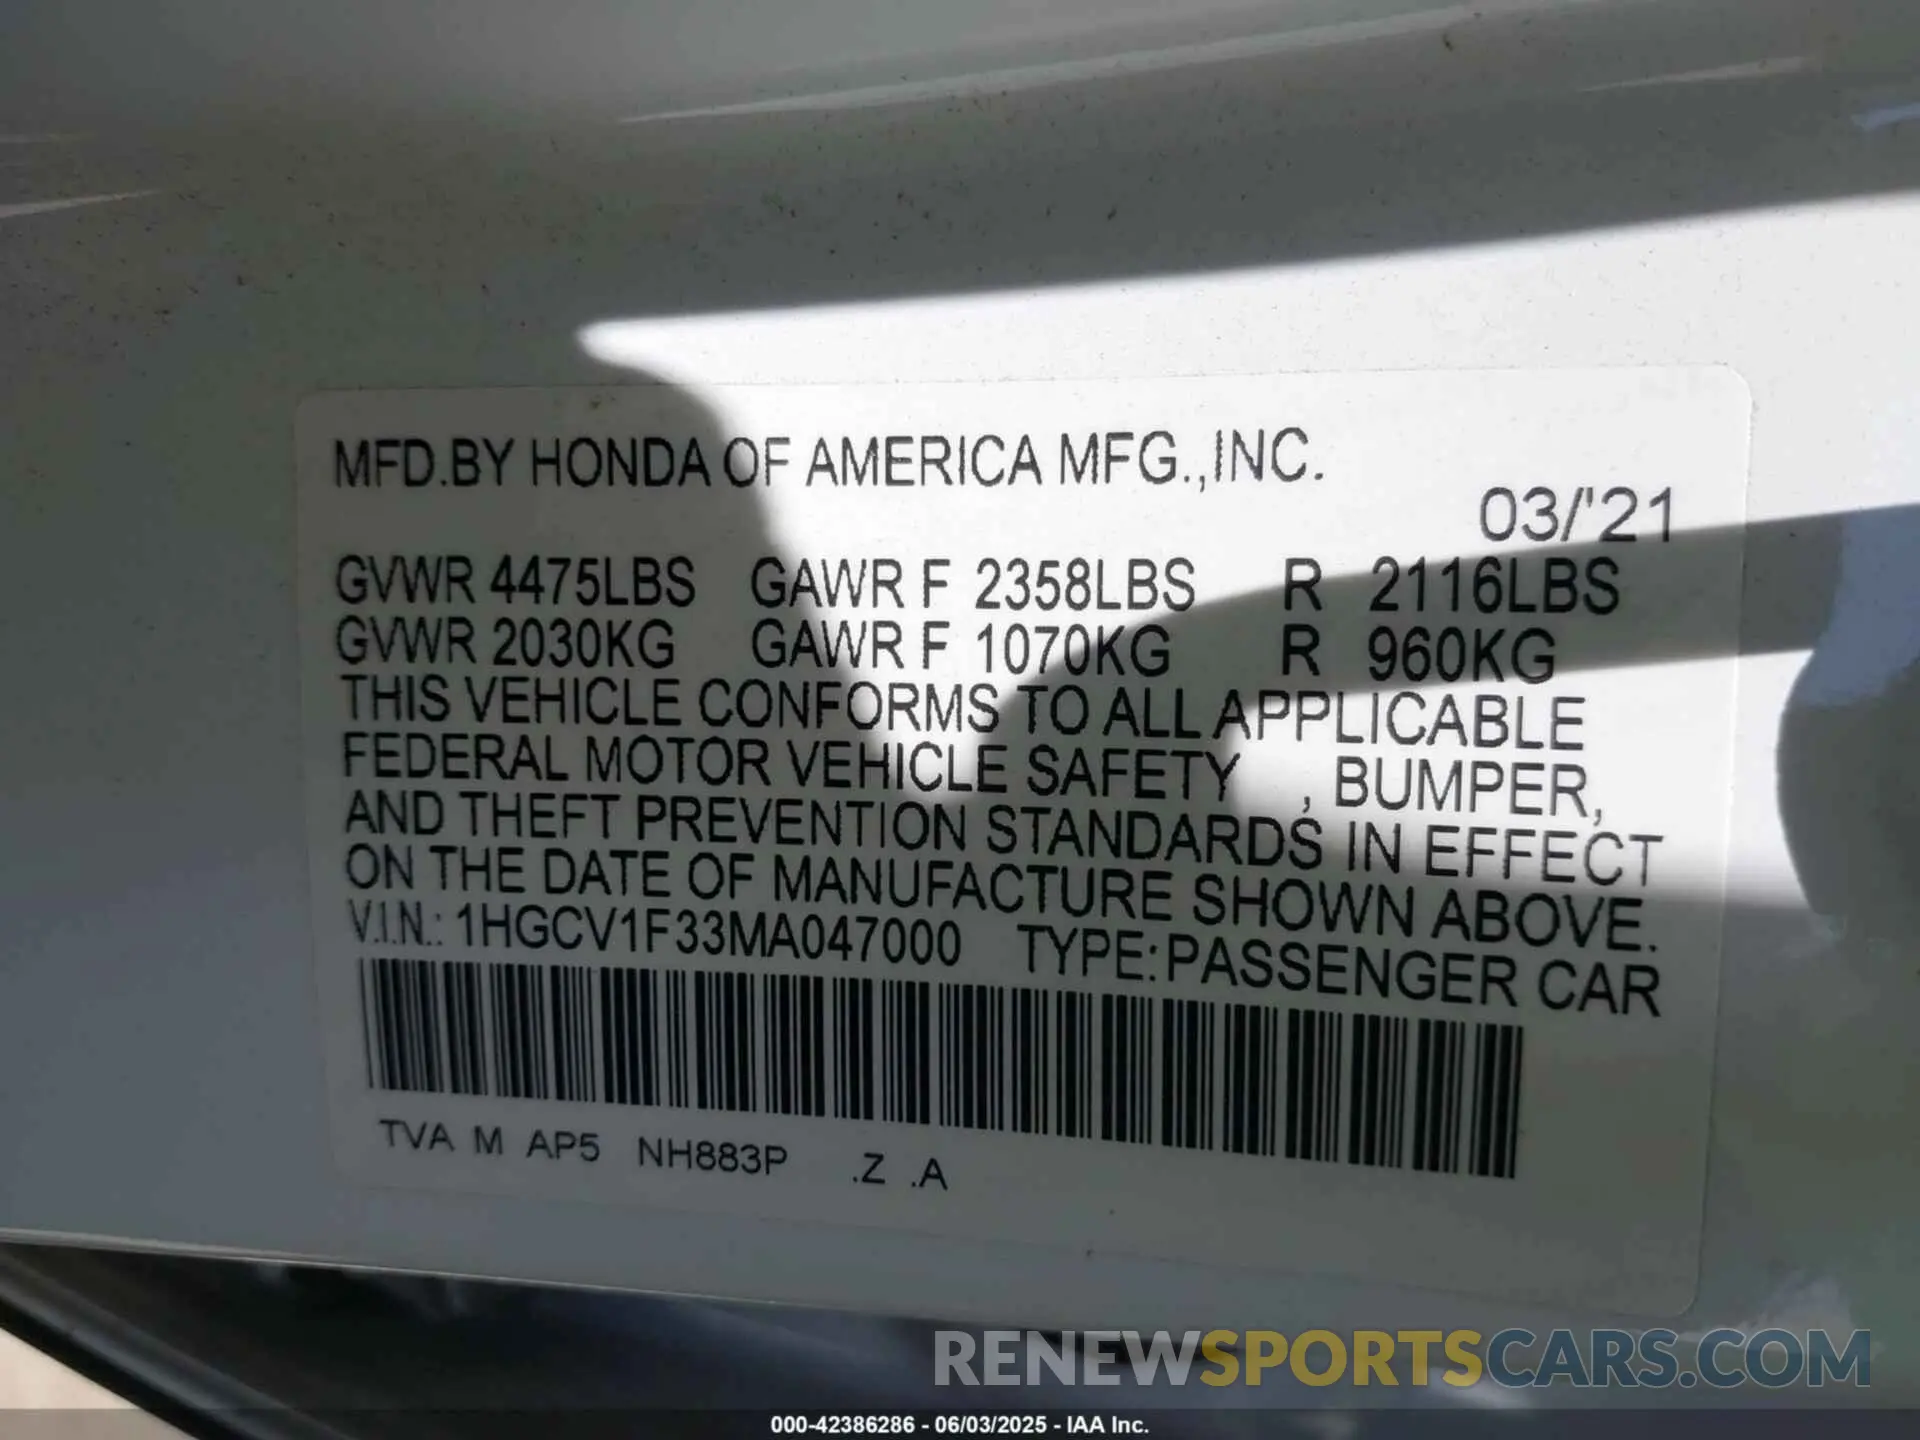 MFD.BY HONDA OF AMERICA MFG.,INC.
03/'21
GVWR 4475LBS GAWR F 2358LBS R 2116LBS
GVWR 2030KG GAWR F 1070KG R 960KG
THIS VEHICLE CONFORMS TO ALL APPLICABLE
FEDERAL MOTOR VEHICLE SAFETY , BUMPER,
AND THEFT PREVENTION STANDARDS IN EFFECT
ON THE DATE OF MANUFACTURE SHOWN ABOVE.
V.I.N.: 1HGCV1F33MA047000 TYPE:PASSENGER CAR
TVA M AP5 NH883P .Z .A
RENEWSPORTSCARS.COM
000-42386286 - 06/03/2025 - IAA Inc.